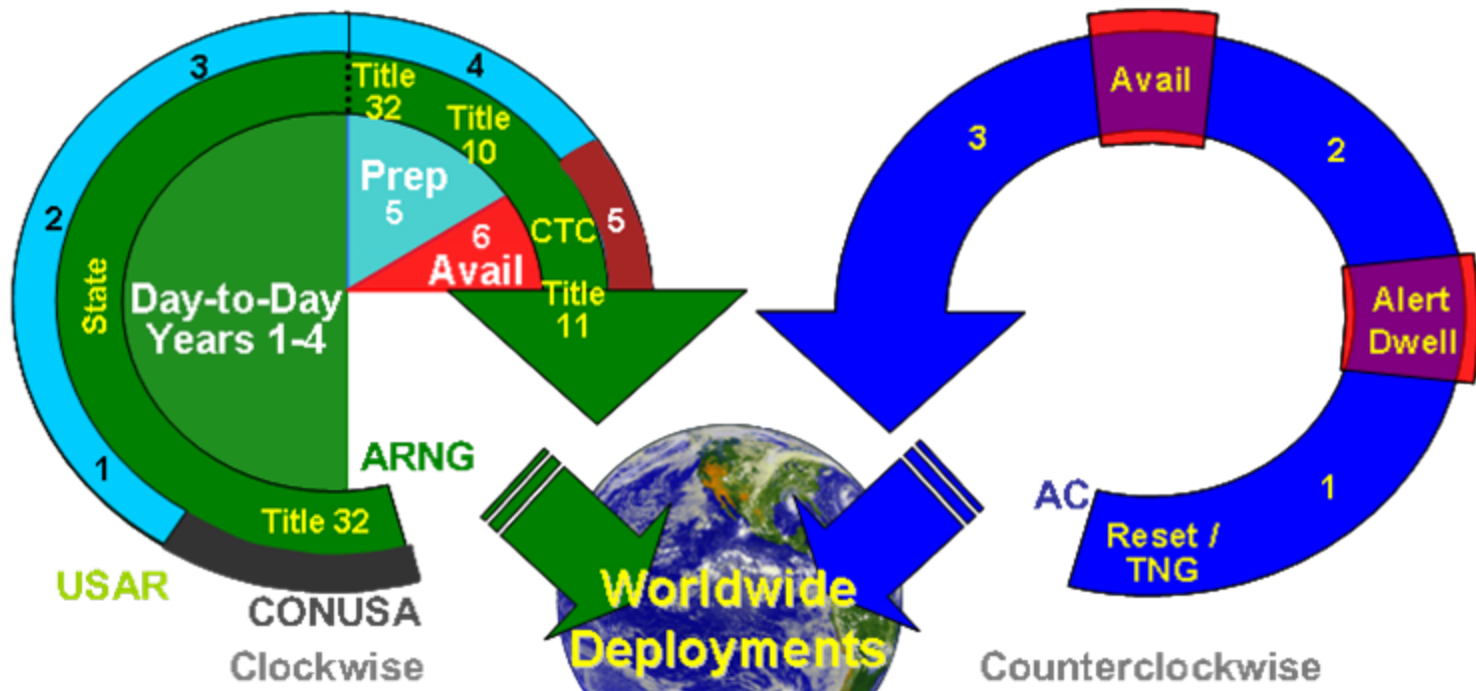 3
4
Title
32
Title
10
Prep
5
6
Avail
CTC
5
2
State
Day-to-Day
Years 1-4
Title
11
1
ARNG
Title 32
USAR
CONUSA
Clockwise
Avail
3
2
Alert
Dwell
1
AC
Reset /
TNG
Worldwide
Deployments
Counterclockwise